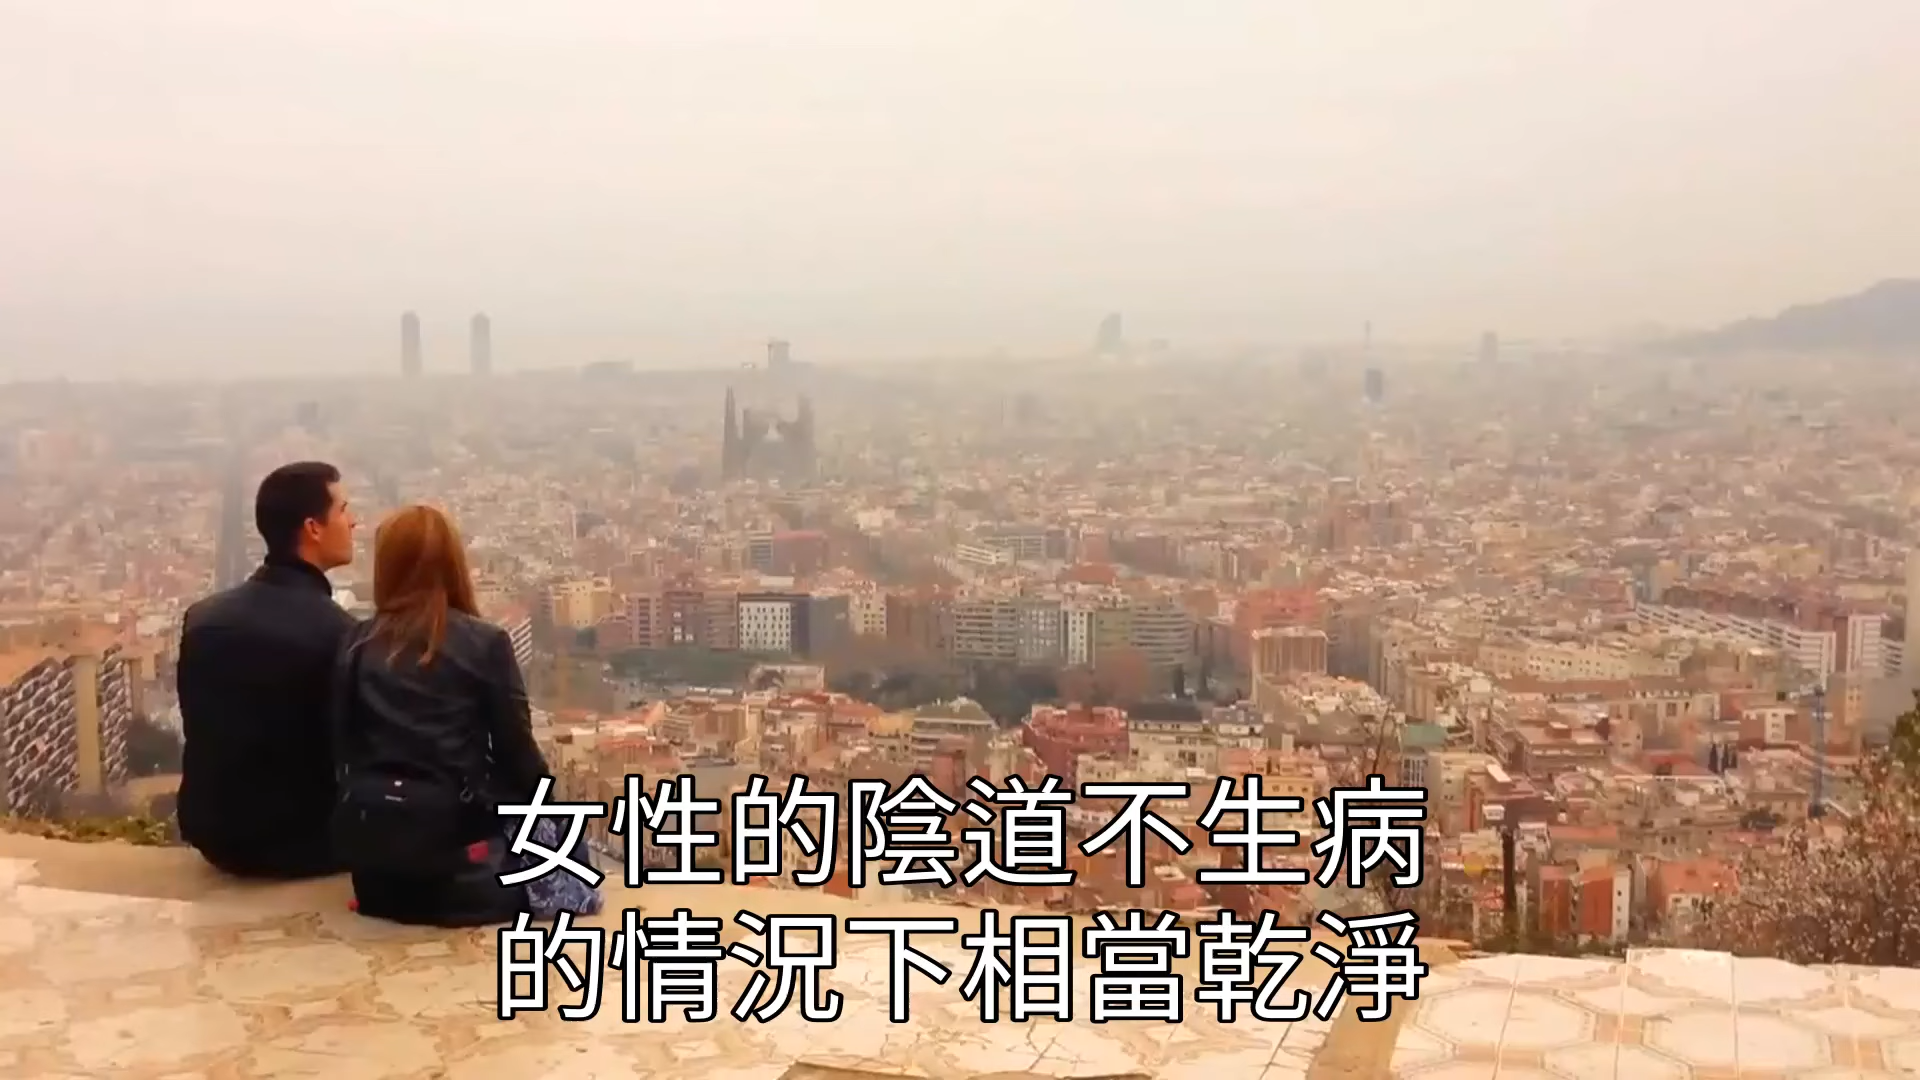 女性的陰道不生病
的情況下相當乾淨